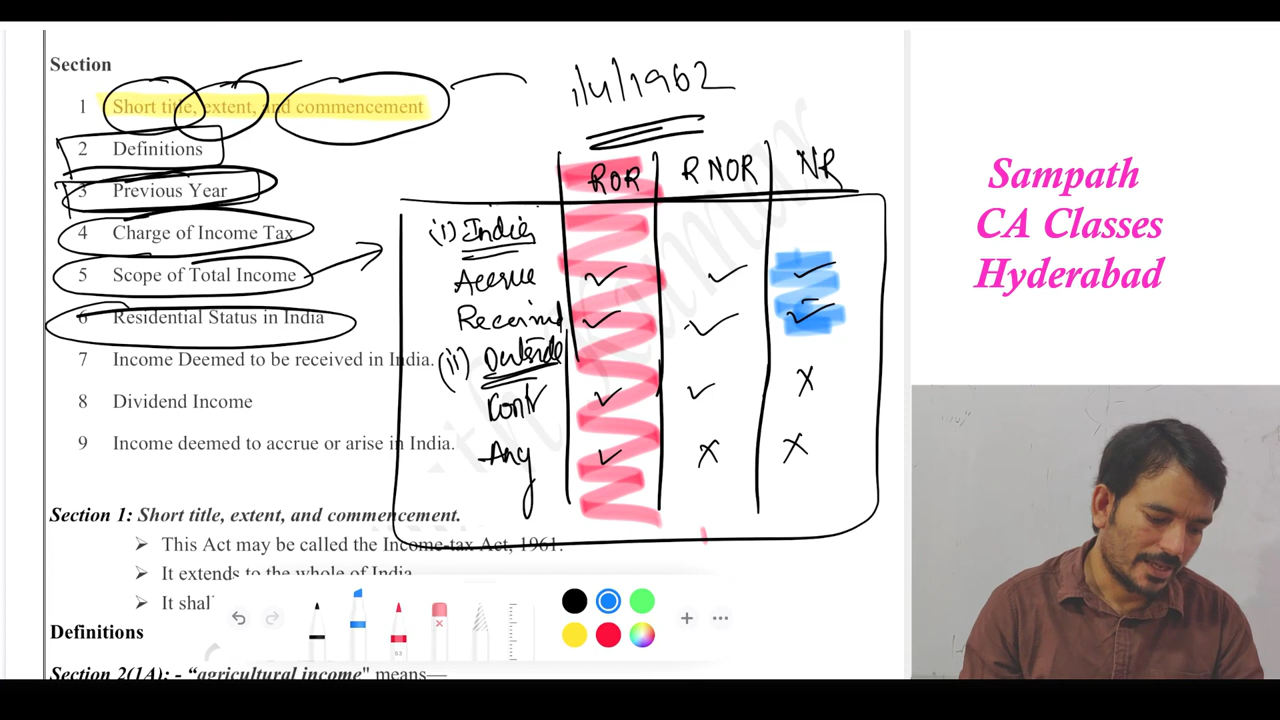 Section
1 Short title, extent, and commencement
2 Definitions
3 Previous Year
4 Charge of Income Tax
5 Scope of Total Income
6 Residential Status in India
7 Income Deemed to be received in India.
8 Dividend Income
9 Income deemed to accrue or arise in India.
Section 1: Short title, extent, and commencement.
➢ This Act may be called the Income-tax Act, 1961.
➢ It extends to the whole of India
➢ It shal
Definitions
Section 2(1A): - “agricultural income" means—
1/4/1962
ROR RNOR NR
(i) India
Accrue ✓ ✓ ✓
Received ✓ ✓ ✓
(ii) Outside
Contr ✓ ✓ ×
Any ✓ × ×
Sampath
CA Classes
Hyderabad